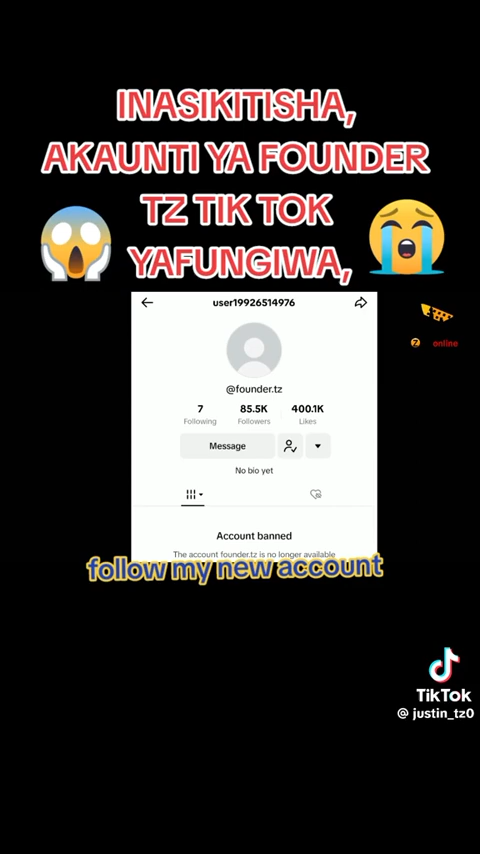 INASIKITISHA,
AKAUNTI YA FOUNDER
TZ TIK TOK
YAFUNGIWA,
user19926514976
@founder.tz
7 85.5K 400.1K
Following Followers Likes
Message
No bio yet
Z online
Account banned
The account founder.tz is no longer available
follow my new account
TikTok
@ justin_tz0